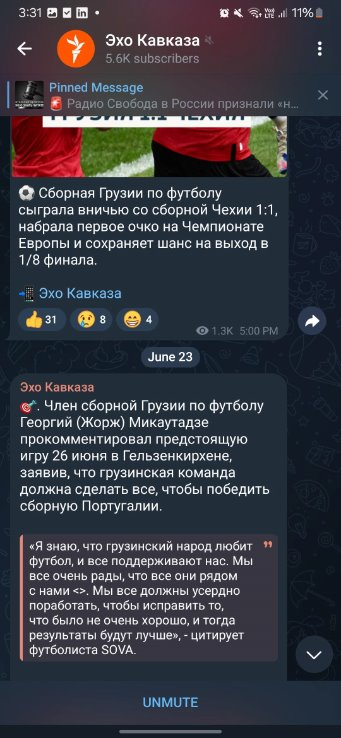 3:31
11%
Эхо Кавказа
5.6K subscribers
Pinned Message
🚨 Радио Свобода в России признали «н...
ГРУЗИЯ 1:1 ЧЕХИЯ
⚽ Сборная Грузии по футболу
сыграла вничью со сборной Чехии 1:1,
набрала первое очко на Чемпионате
Европы и сохраняет шанс на выход в
1/8 финала.
📲 Эхо Кавказа
👍 31 😢 8 😁 4
1.3K 5:00 PM
June 23
Эхо Кавказа
🎯. Член сборной Грузии по футболу
Георгий (Жорж) Микаутадзе
прокомментировал предстоящую
игру 26 июня в Гельзенкирхене,
заявив, что грузинская команда
должна сделать все, чтобы победить
сборную Португалии.
«Я знаю, что грузинский народ любит
футбол, и все поддерживают нас. Мы
все очень рады, что все они рядом
с нами <>. Мы все должны усердно
поработать, чтобы исправить то,
что было не очень хорошо, и тогда
результаты будут лучше», - цитирует
футболиста SOVA.
UNMUTE